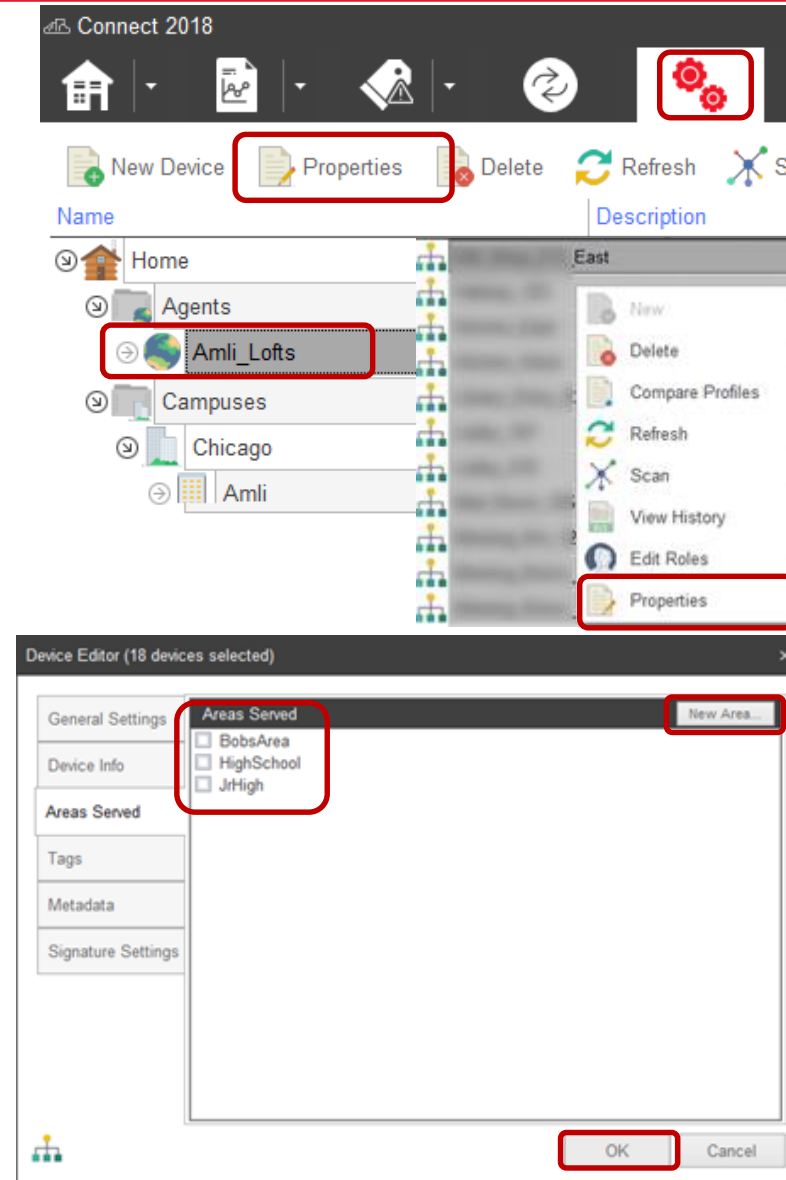 Connect 2018
New Device Properties Delete Refresh S
Name Description
Home
Agents
Amli_Lofts
Campuses
Chicago
Amli
East
New
Delete
Compare Profiles
Refresh
Scan
View History
Edit Roles
Properties
Device Editor (18 devices selected)
General Settings
Device Info
Areas Served
Tags
Metadata
Signature Settings
Areas Served New Area...
BobsArea
HighSchool
JrHigh
OK Cancel